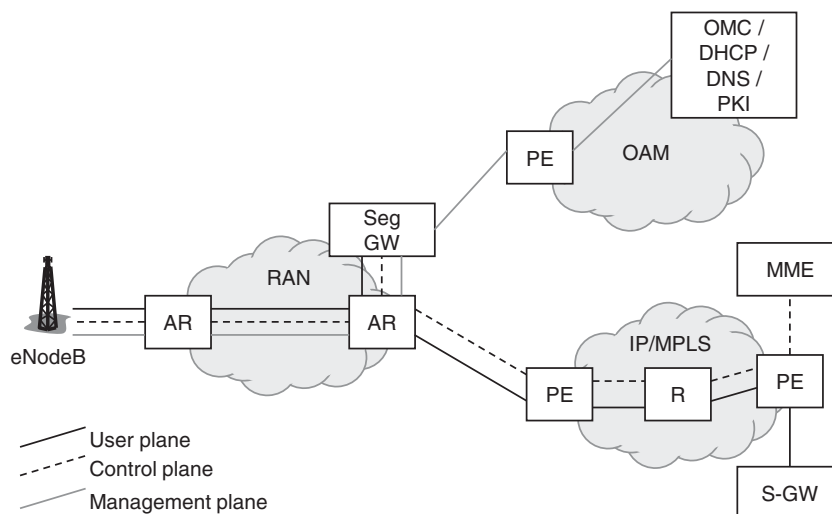 OMC /
DHCP /
DNS /
PKI
PE
OAM
Seg
GW
RAN
MME
AR
AR
eNodeB
IP/MPLS
PE
R
PE
User plane
Control plane
Management plane
S-GW